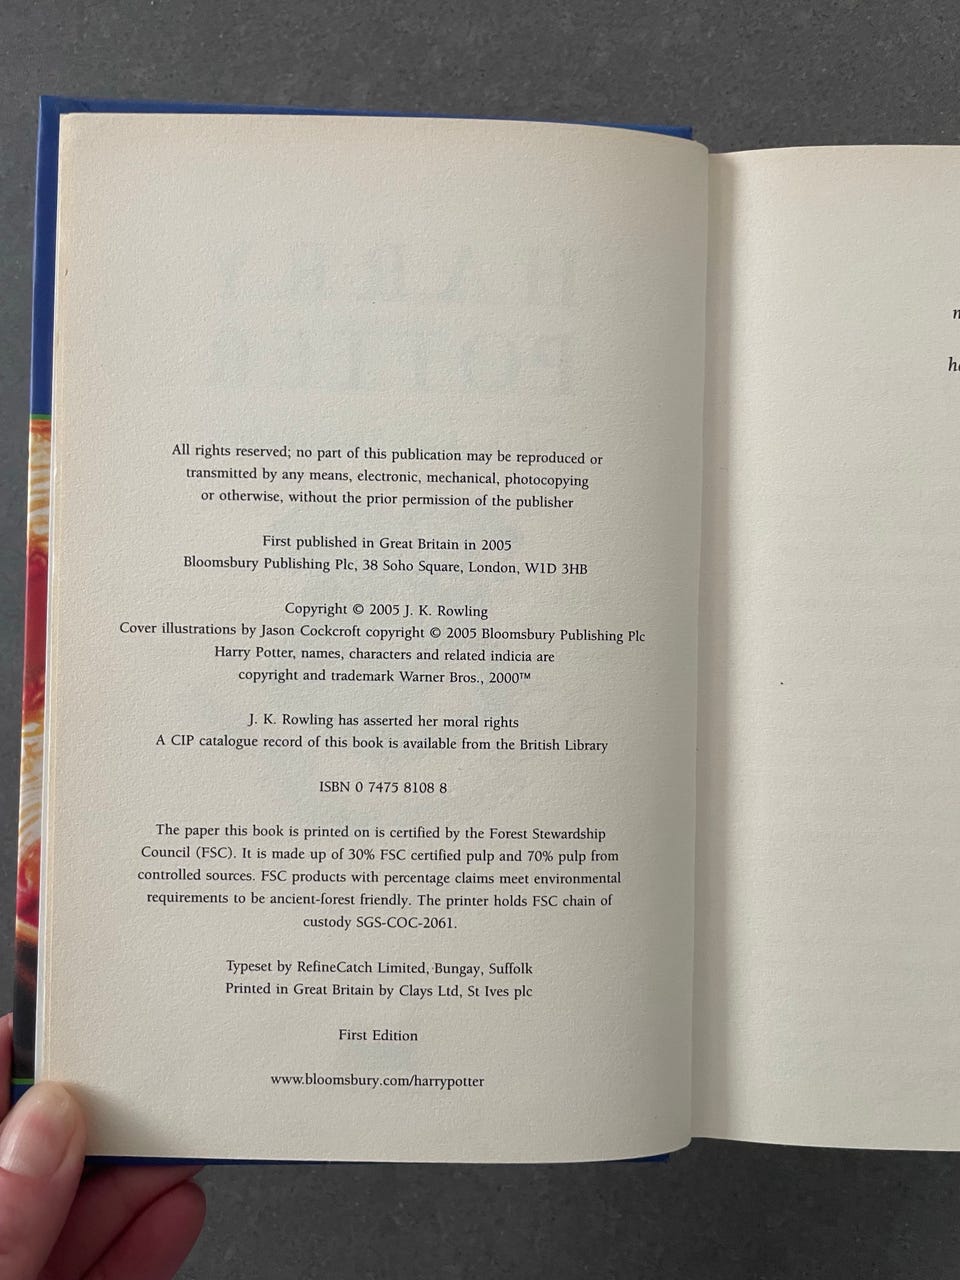 All rights reserved; no part of this publication may be reproduced or
transmitted by any means, electronic, mechanical, photocopying
or otherwise, without the prior permission of the publisher
First published in Great Britain in 2005
Bloomsbury Publishing Plc, 38 Soho Square, London, W1D 3HB
Copyright © 2005 J. K. Rowling
Cover illustrations by Jason Cockcroft copyright © 2005 Bloomsbury Publishing Plc
Harry Potter, names, characters and related indicia are
copyright and trademark Warner Bros., 2000™
J. K. Rowling has asserted her moral rights
A CIP catalogue record of this book is available from the British Library
ISBN 0 7475 8108 8
The paper this book is printed on is certified by the Forest Stewardship
Council (FSC). It is made up of 30% FSC certified pulp and 70% pulp from
controlled sources. FSC products with percentage claims meet environmental
requirements to be ancient-forest friendly. The printer holds FSC chain of
custody SGS-COC-2061.
Typeset by RefineCatch Limited, Bungay, Suffolk
Printed in Great Britain by Clays Ltd, St Ives plc
First Edition
www.bloomsbury.com/harrypotter